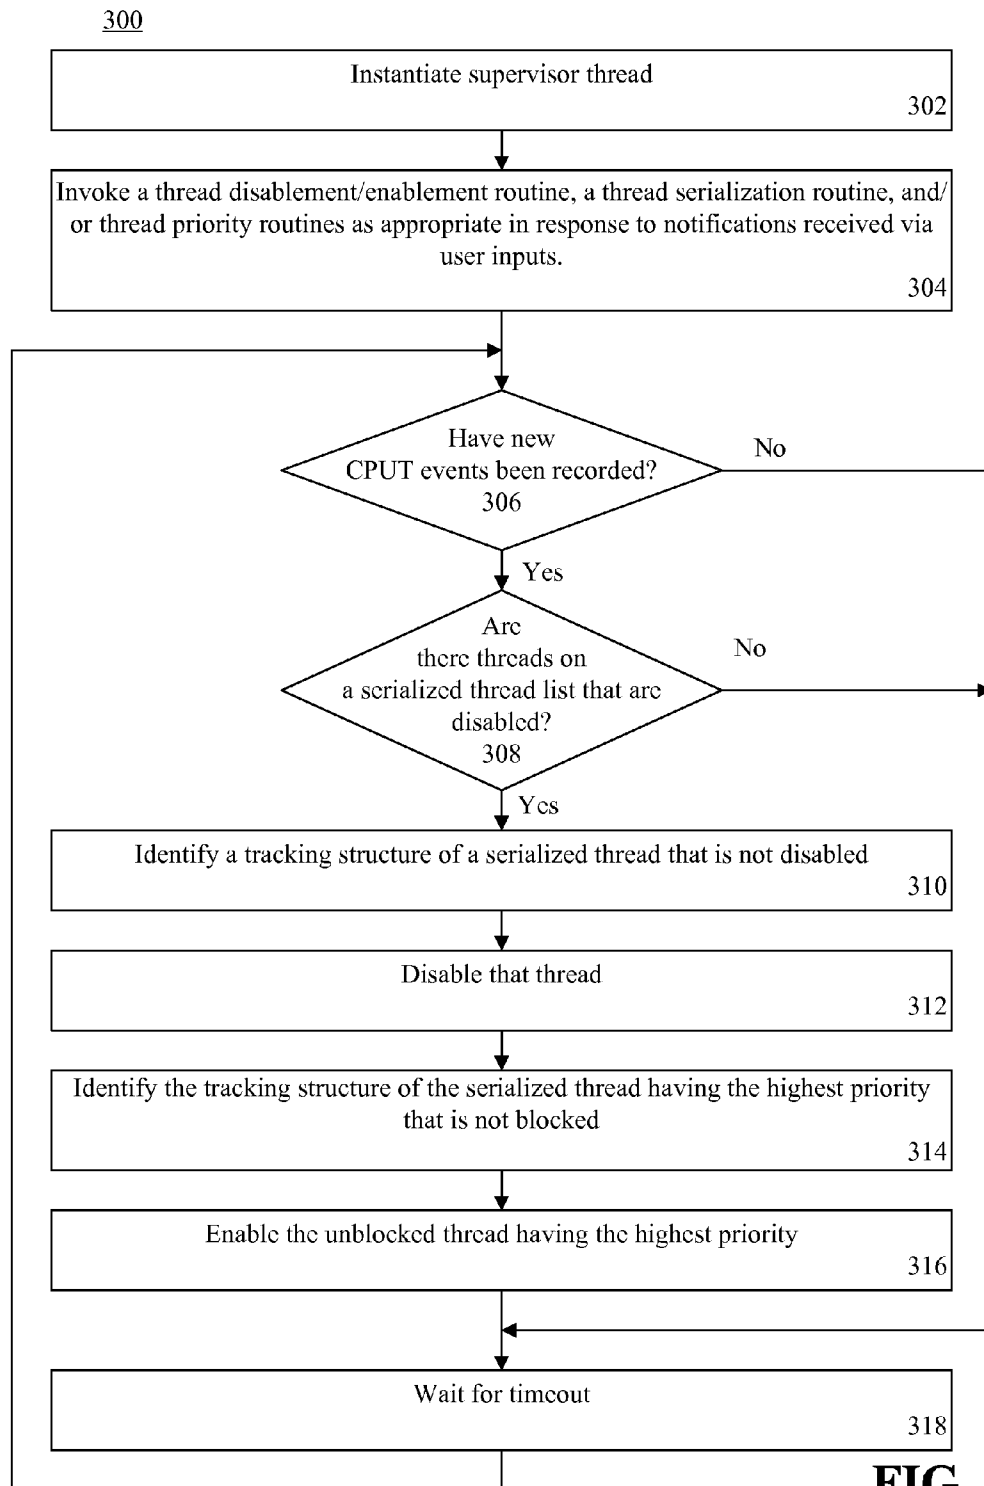 300
Instantiate supervisor thread
302
Invoke a thread disablement/enablement routine, a thread serialization routine, and/
or thread priority routines as appropriate in response to notifications received via
user inputs.
304
Have new
CPUT events been recorded?
306
No
Yes
Are
there threads on
a serialized thread list that are
disabled?
308
No
Yes
Identify a tracking structure of a serialized thread that is not disabled
310
Disable that thread
312
Identify the tracking structure of the serialized thread having the highest priority
that is not blocked
314
Enable the unblocked thread having the highest priority
316
Wait for timeout
318
FIG